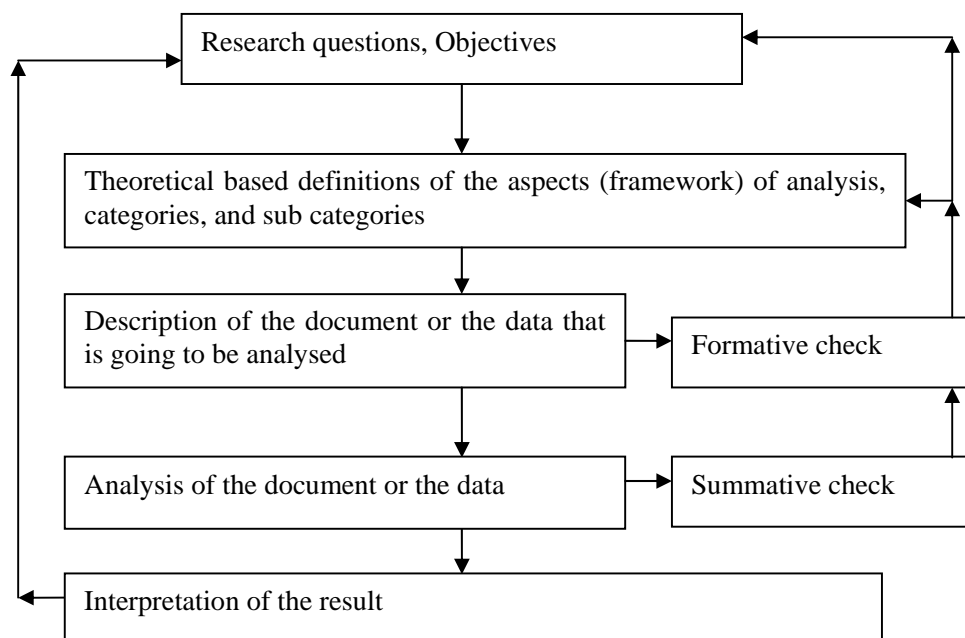 Research questions, Objectives
Theoretical based definitions of the aspects (framework) of analysis,
categories, and sub categories
Description of the document or the data that
is going to be analysed
Formative check
Analysis of the document or the data
Summative check
Interpretation of the result